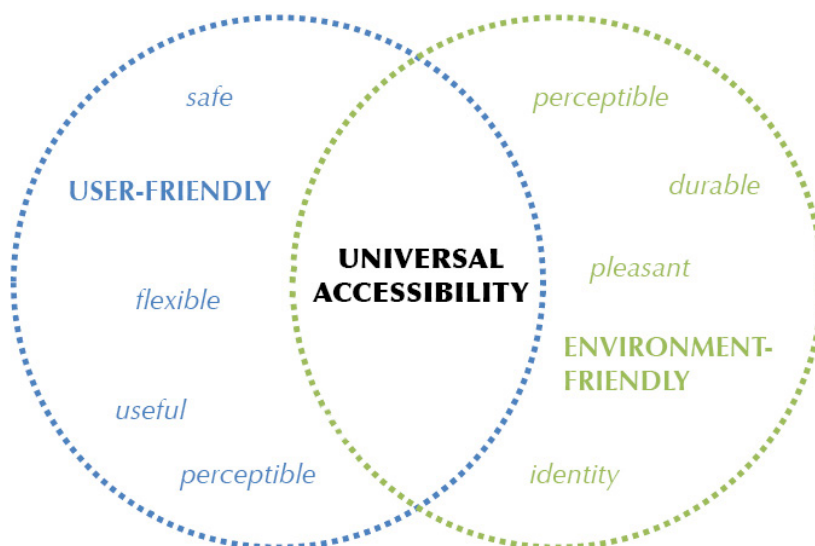 safe
USER-FRIENDLY
flexible
useful
perceptible
UNIVERSAL
ACCESSIBILITY
perceptible
durable
pleasant
ENVIRONMENT-
FRIENDLY
identity